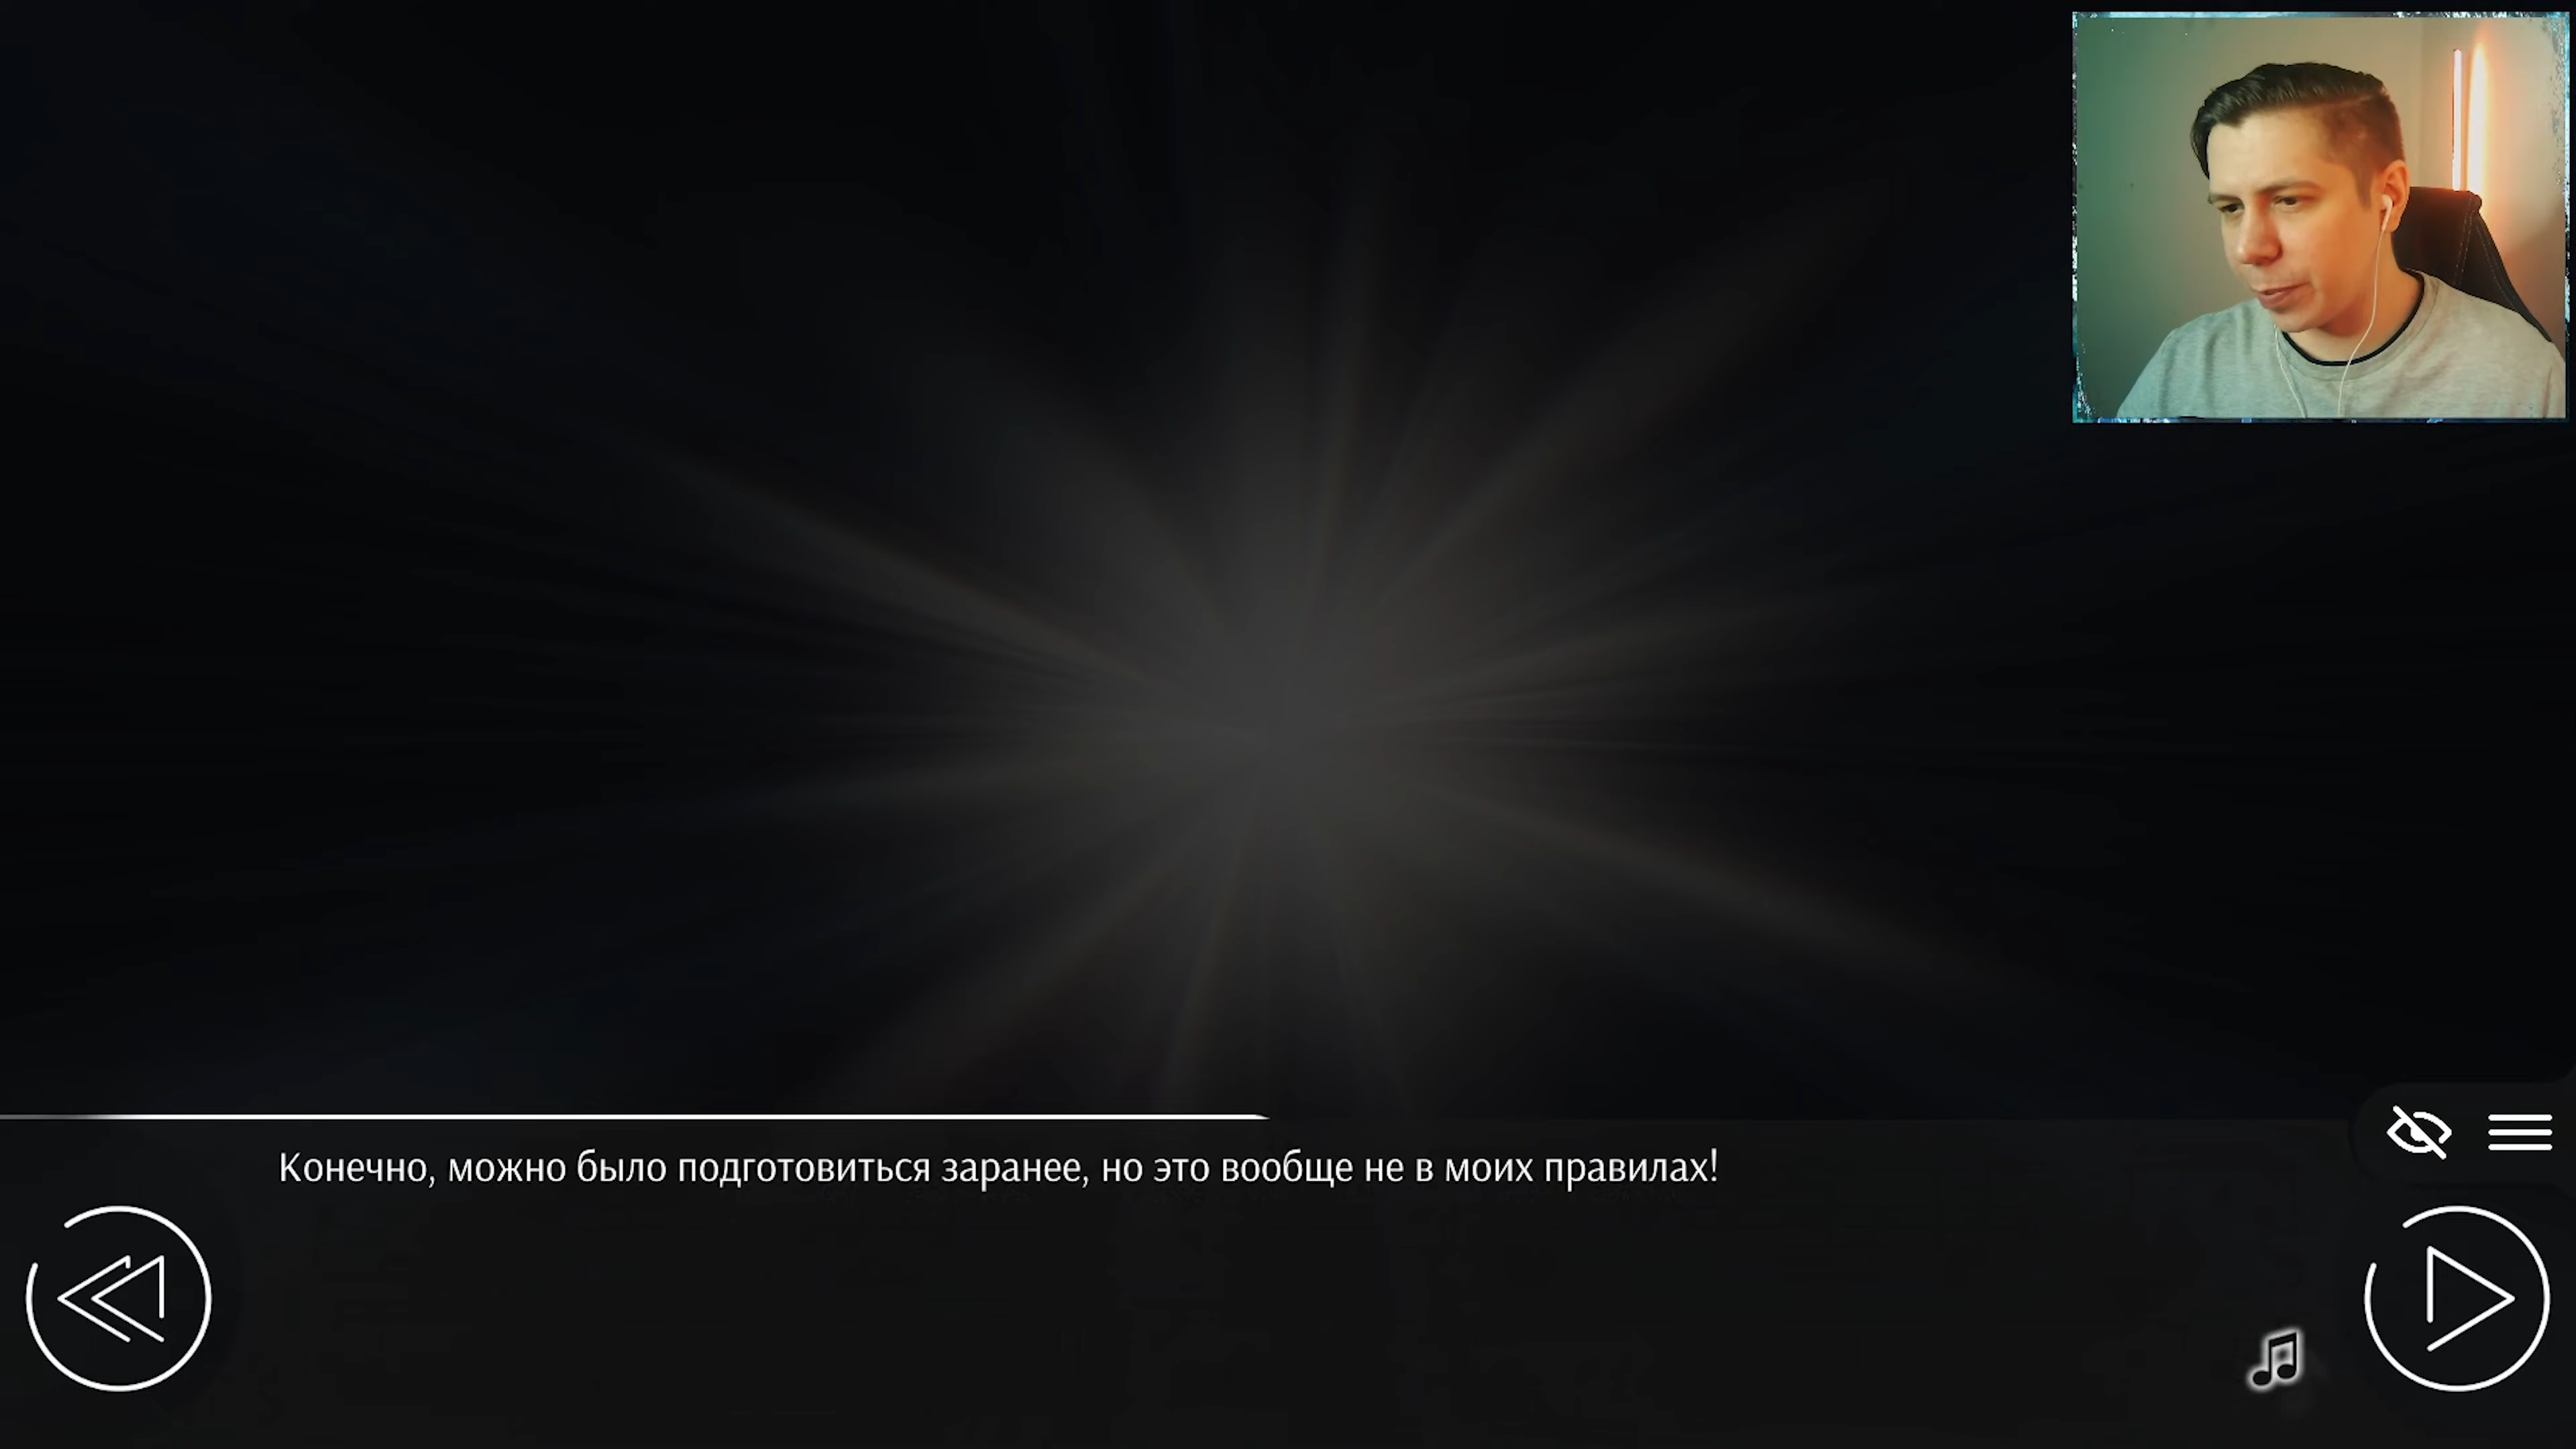 Конечно, можно было подготовиться заранее, но это вообще не в моих правилах!